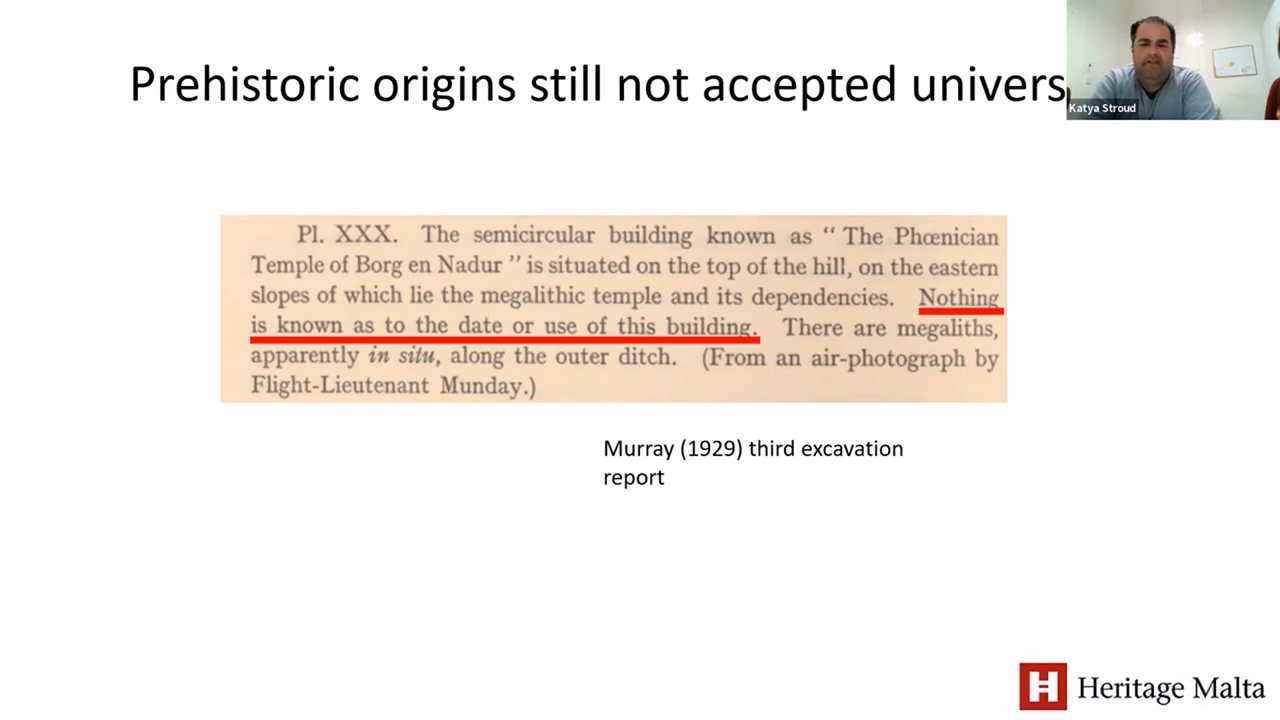 Prehistoric origins still not accepted univers
Katya Stroud
Pl. XXX. The semicircular building known as “ The Phœnician
Temple of Borg en Nadur ” is situated on the top of the hill, on the eastern
slopes of which lie the megalithic temple and its dependencies. Nothing
is known as to the date or use of this building. There are megaliths,
apparently in situ, along the outer ditch. (From an air-photograph by
Flight-Lieutenant Munday.)
Murray (1929) third excavation
report
Heritage Malta